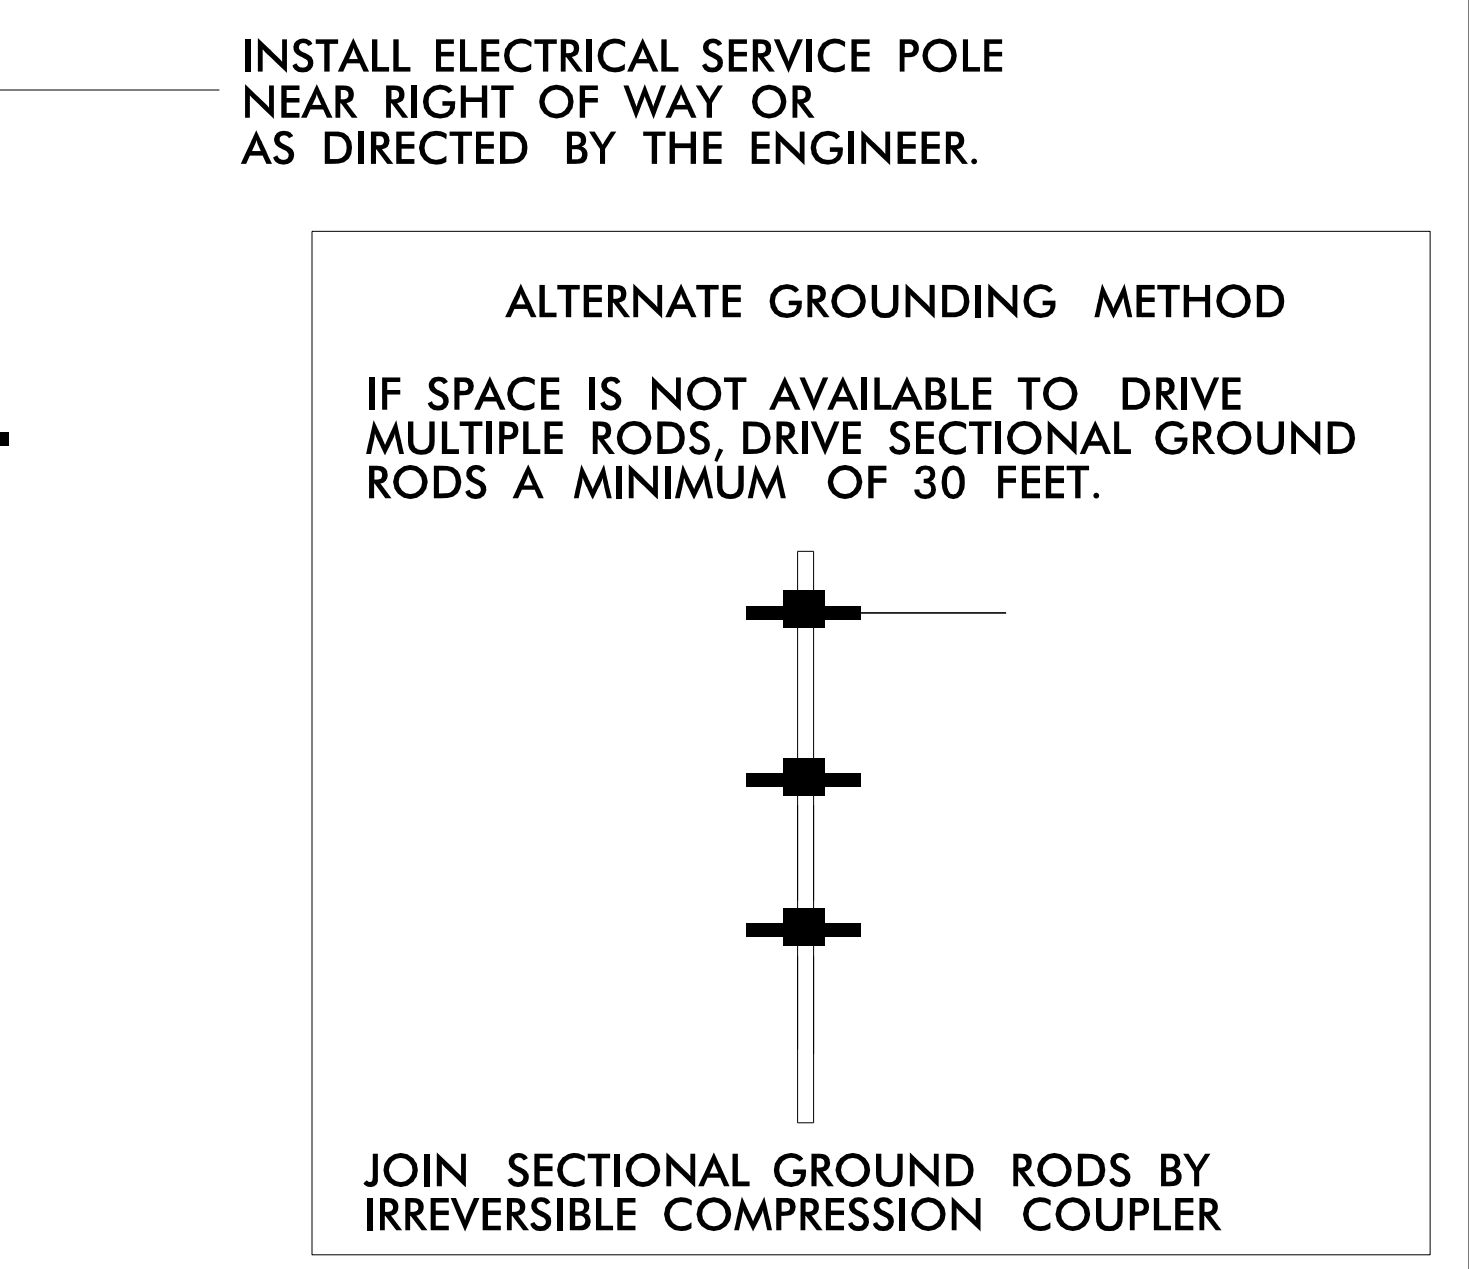 INSTALL ELECTRICAL SERVICE POLE
NEAR RIGHT OF WAY OR
AS DIRECTED BY THE ENGINEER.
ALTERNATE GROUNDING METHOD
IF SPACE IS NOT AVAILABLE TO DRIVE
MULTIPLE RODS, DRIVE SECTIONAL GROUND
RODS A MINIMUM OF 30 FEET.
JOIN SECTIONAL GROUND RODS BY
IRREVERSIBLE COMPRESSION COUPLER